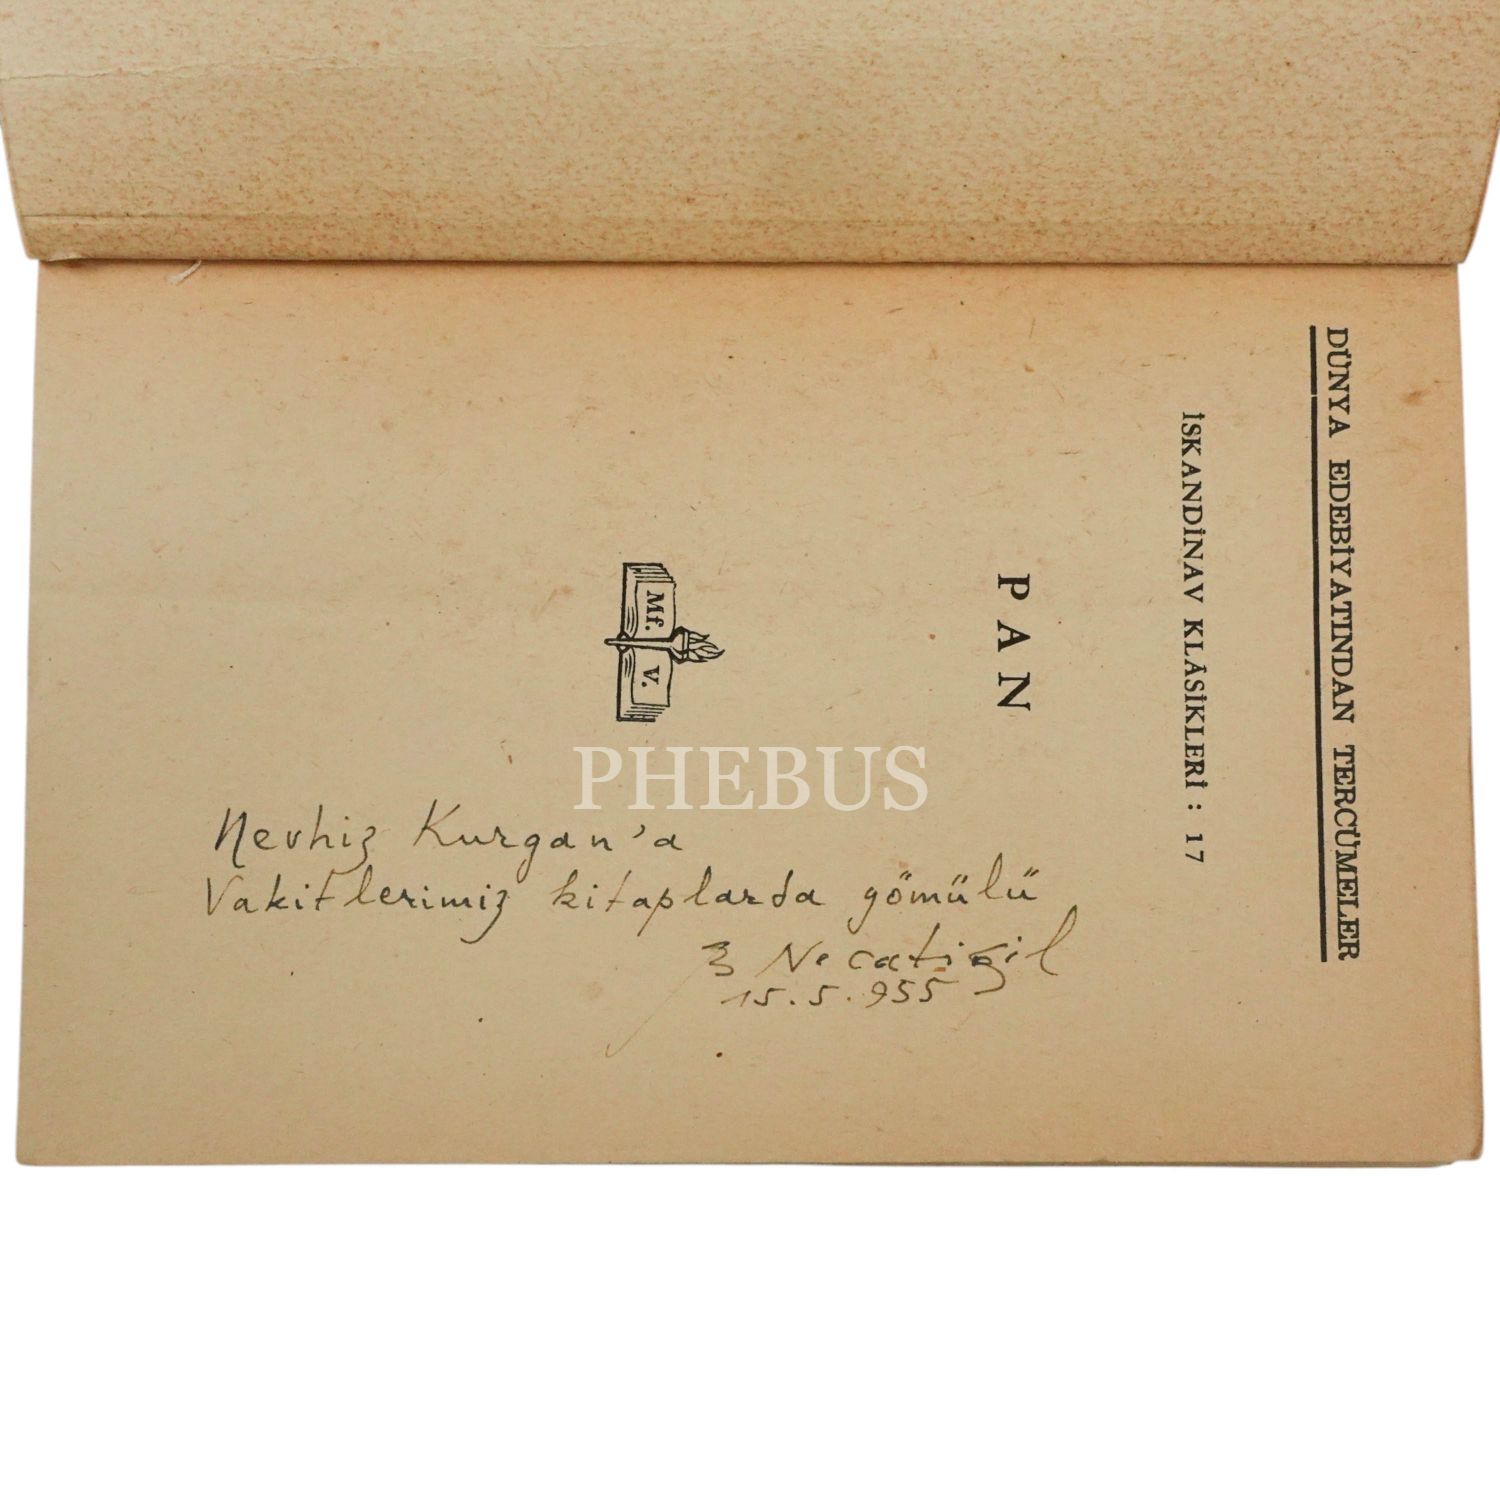 DÜNYA EDEBİYATINDAN TERCÜMELER
İSKANDİNAV KLÂSİKLERİ : 17
PAN
Mf. V.
PHEBUS
Nevhiz Kurgan'a
Vakitlerimiz kitaplarda gömülü
B Necatigil
15.5.955